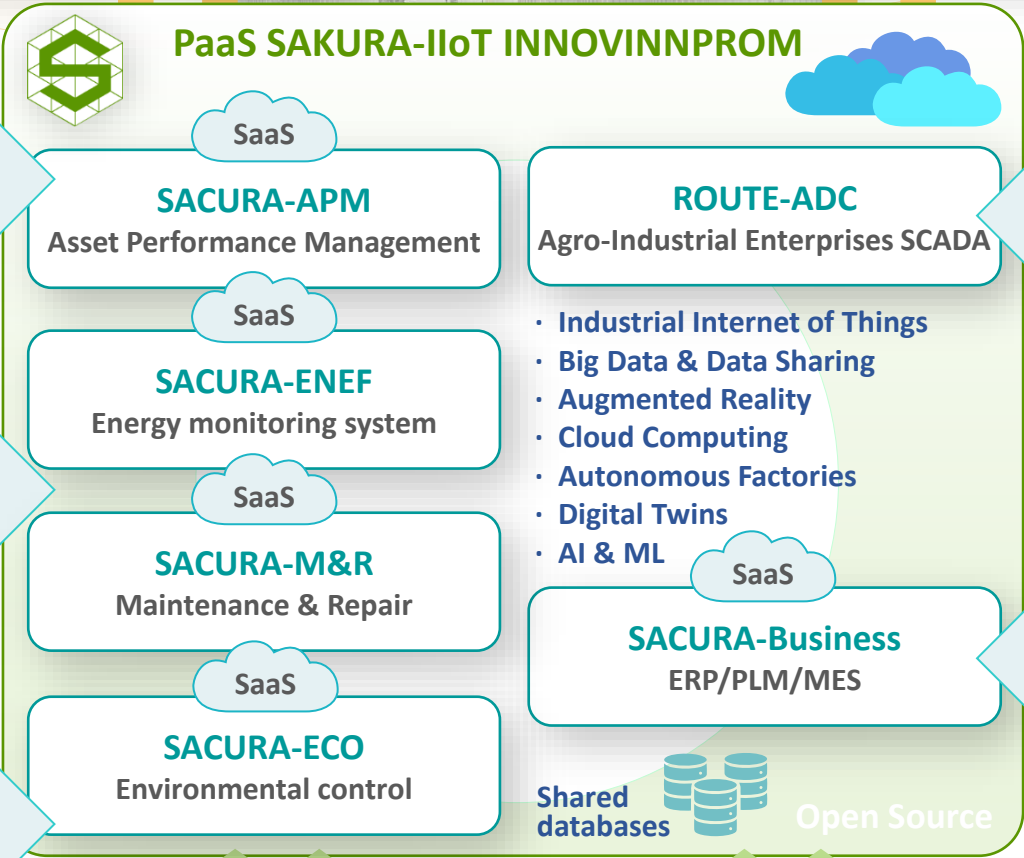 PaaS SAKURA-IIoT INNOVINNPROM
SaaS
SACURA-APM
Asset Performance Management
SaaS
SACURA-ENEF
Energy monitoring system
SaaS
SACURA-M&R
Maintenance & Repair
SaaS
SACURA-ECO
Environmental control
ROUTE-ADC
Agro-Industrial Enterprises SCADA
· Industrial Internet of Things
· Big Data & Data Sharing
· Augmented Reality
· Cloud Computing
· Autonomous Factories
· Digital Twins
· AI & ML
SaaS
SACURA-Business
ERP/PLM/MES
Shared
databases
Open Source